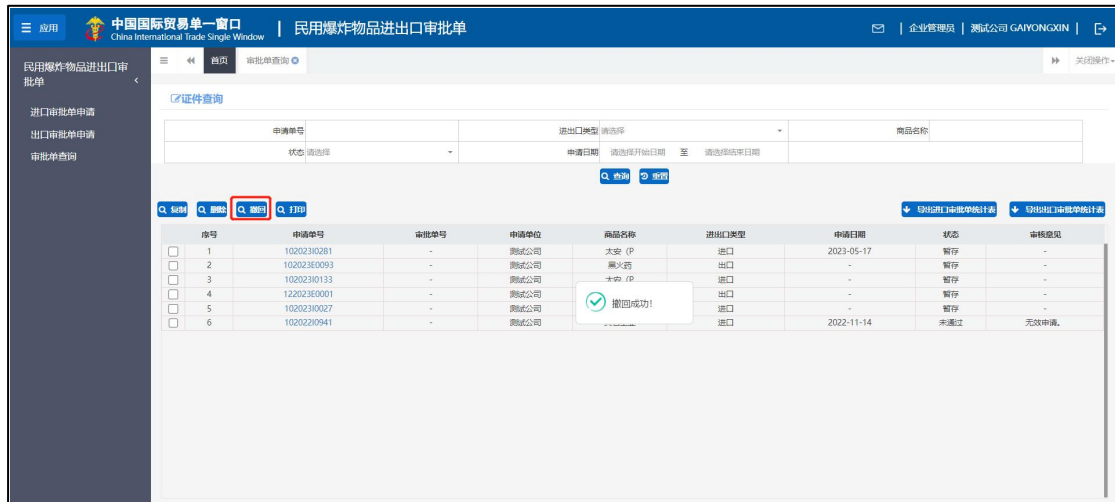 应用
中国国际贸易单一窗口
China International Trade Single Window
民用爆炸物品进出口审批单
企业管理员 | 测试公司 GAIYONGXIN
民用爆炸物品进出口审批单
进口审批单申请
出口审批单申请
审批单查询
首页 审批单查询
关闭操作
证件查询
申请单号 进出口类型 请选择 商品名称
状态 请选择 申请日期 请选择开始日期 至 请选择结束日期
查询 重置
复制 删除 撤回 打印 导出进口审批单统计表 导出出口审批单统计表
序号 申请单号 审批单号 申请单位 商品名称 进出口类型 申请日期 状态 审核意见
1 102023I0281 - 测试公司 太安（P 进口 2023-05-17 暂存 -
2 102023E0093 - 测试公司 黑火药 出口 - 暂存 -
3 102023I0133 - 测试公司 太安（P 进口 - 暂存 -
4 122023E0001 - 测试公司 出口 - 暂存 -
5 102023I0027 - 测试公司 进口 - 暂存 -
6 102022I0941 - 测试公司 进口 2022-11-14 未通过 无效申请。
撤回成功!